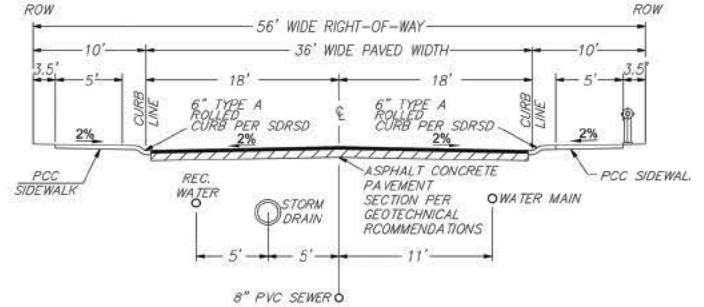 ROW
ROW
56' WIDE RIGHT-OF-WAY
10'
36' WIDE PAVED WIDTH
10'
3.5'
5'
18'
18'
5'
3.5'
CURB LINE
6" TYPE A
ROLLED
CURB PER SDRSD
℄
6" TYPE A
ROLLED
CURB PER SDRSD
CURB LINE
2%
2%
2%
2%
PCC
SIDEWALK
ASPHALT CONCRETE
PAVEMENT
SECTION PER
GEOTECHNICAL
RCOMMENDATIONS
PCC SIDEWAL
REC.
WATER
STORM
DRAIN
WATER MAIN
5'
5'
11'
8" PVC SEWER